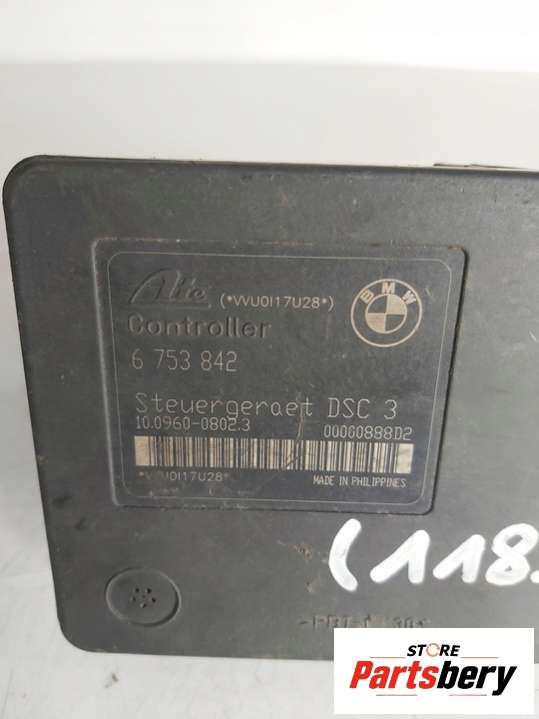 Ate (*VVU0I17U28*)
BMW
Controller
6 753 842
Steuergeraet DSC 3
10.0960-0802.3 00000888D2
*VVU0I17U28*
MADE IN PHILIPPINES
(118.
STORE
Partsbery